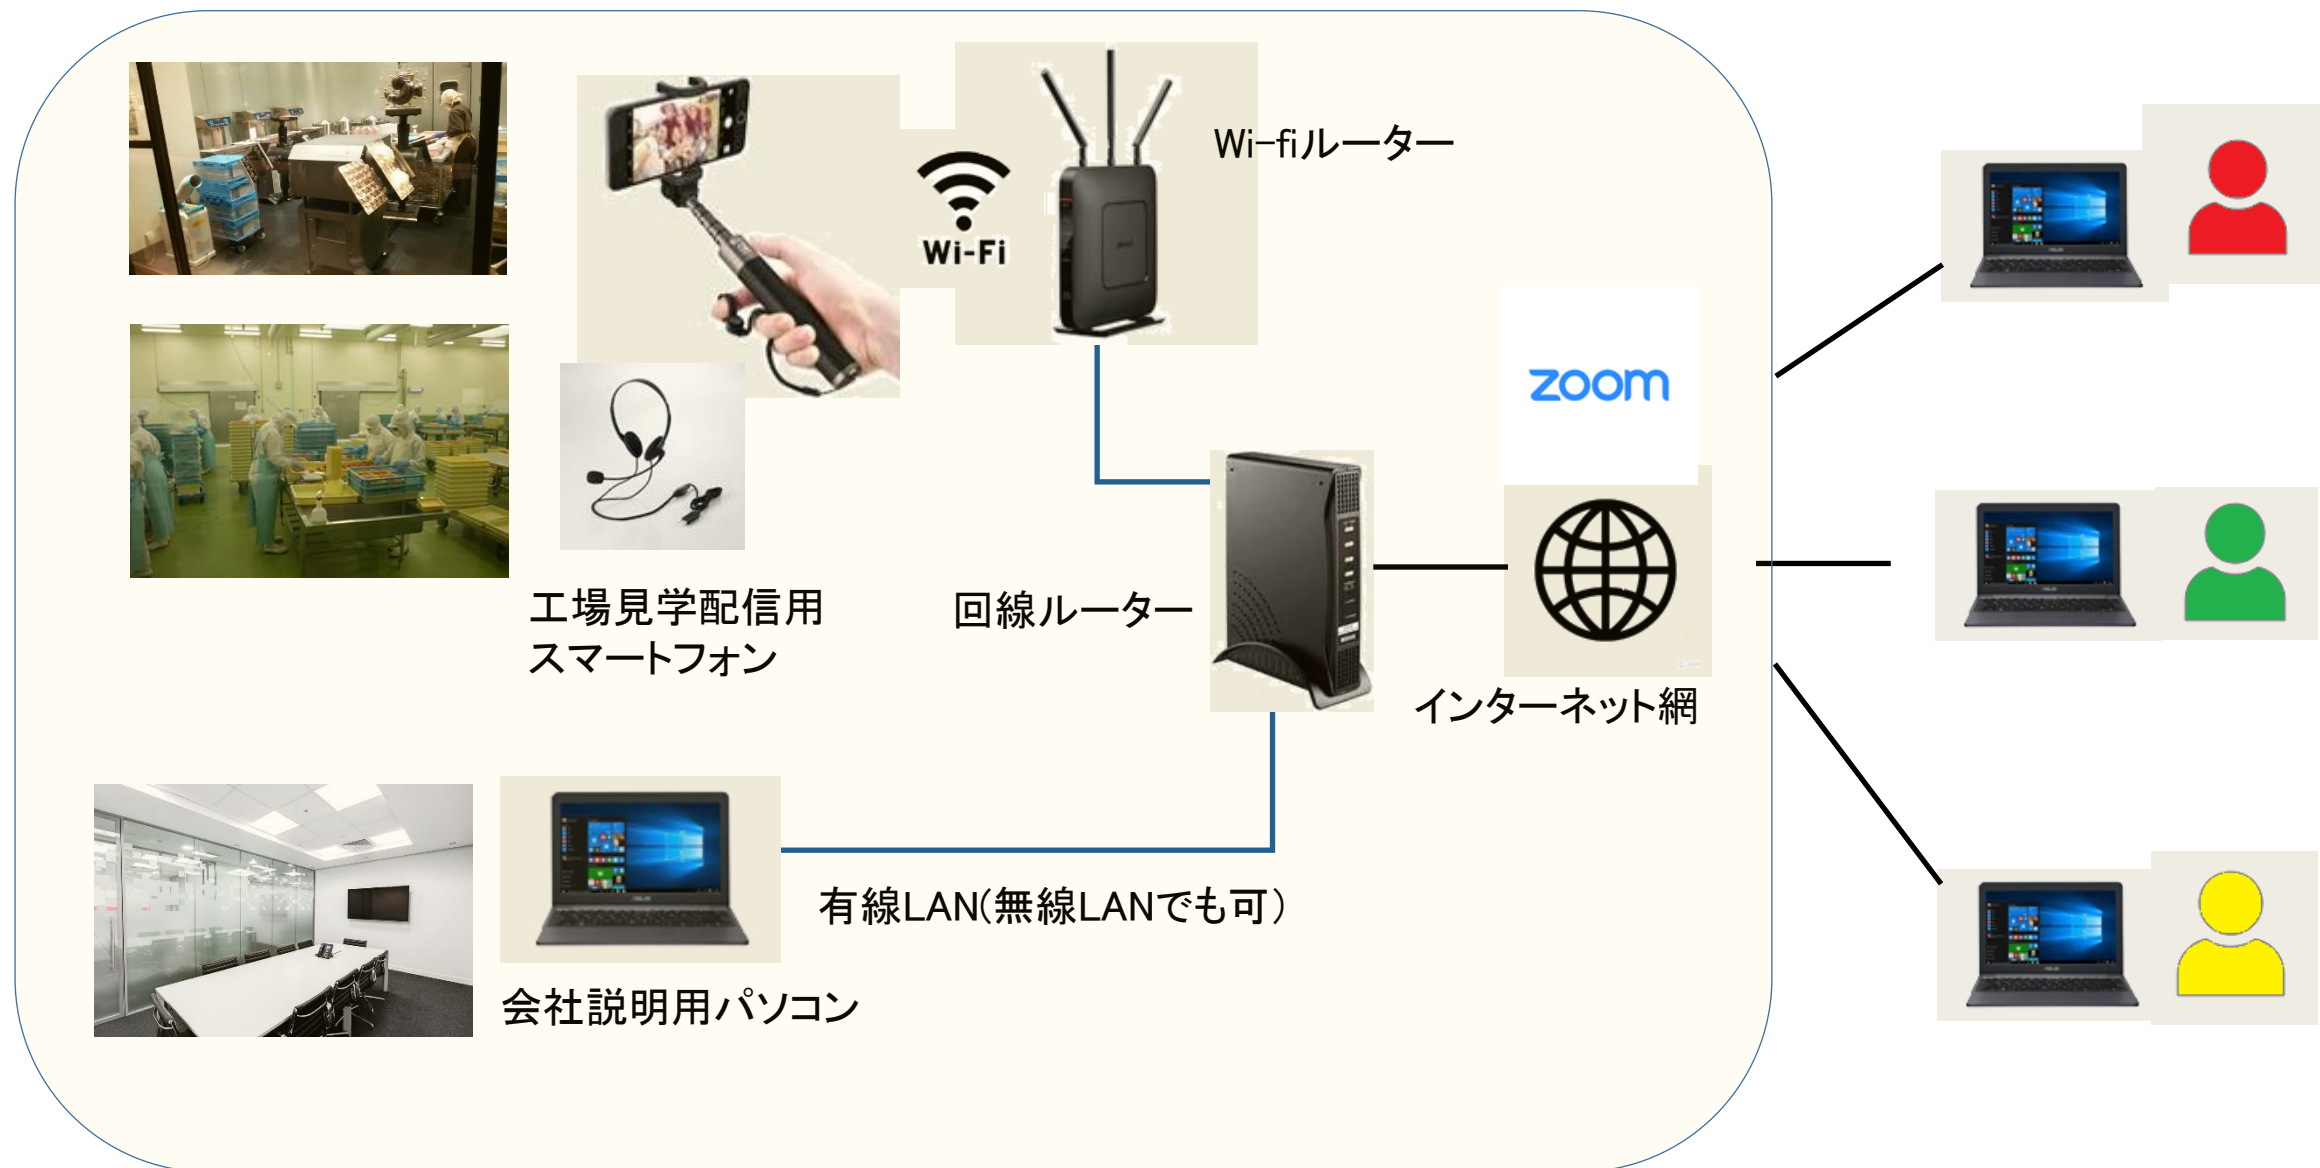 Wi-fiルーター
Wi-Fi
zoom
工場見学配信用
スマートフォン
回線ルーター
インターネット網
有線LAN(無線LANでも可)
会社説明用パソコン